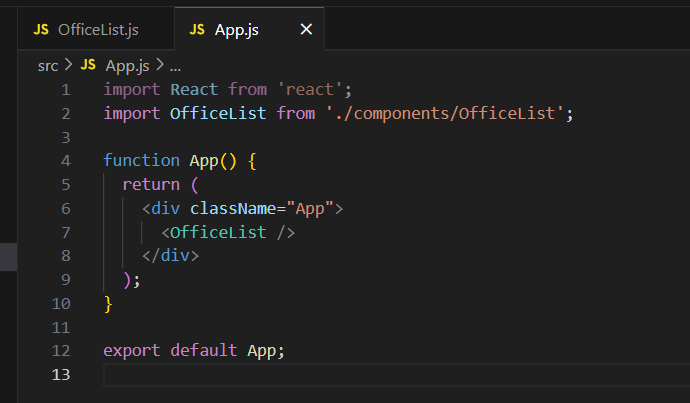 JS OfficeList.js JS App.js ×
src > JS App.js > ...
1 import React from 'react';
2 import OfficeList from './components/OfficeList';
3
4 function App() {
5   return (
6     <div className="App">
7       <OfficeList />
8     </div>
9   );
10 }
11
12 export default App;
13